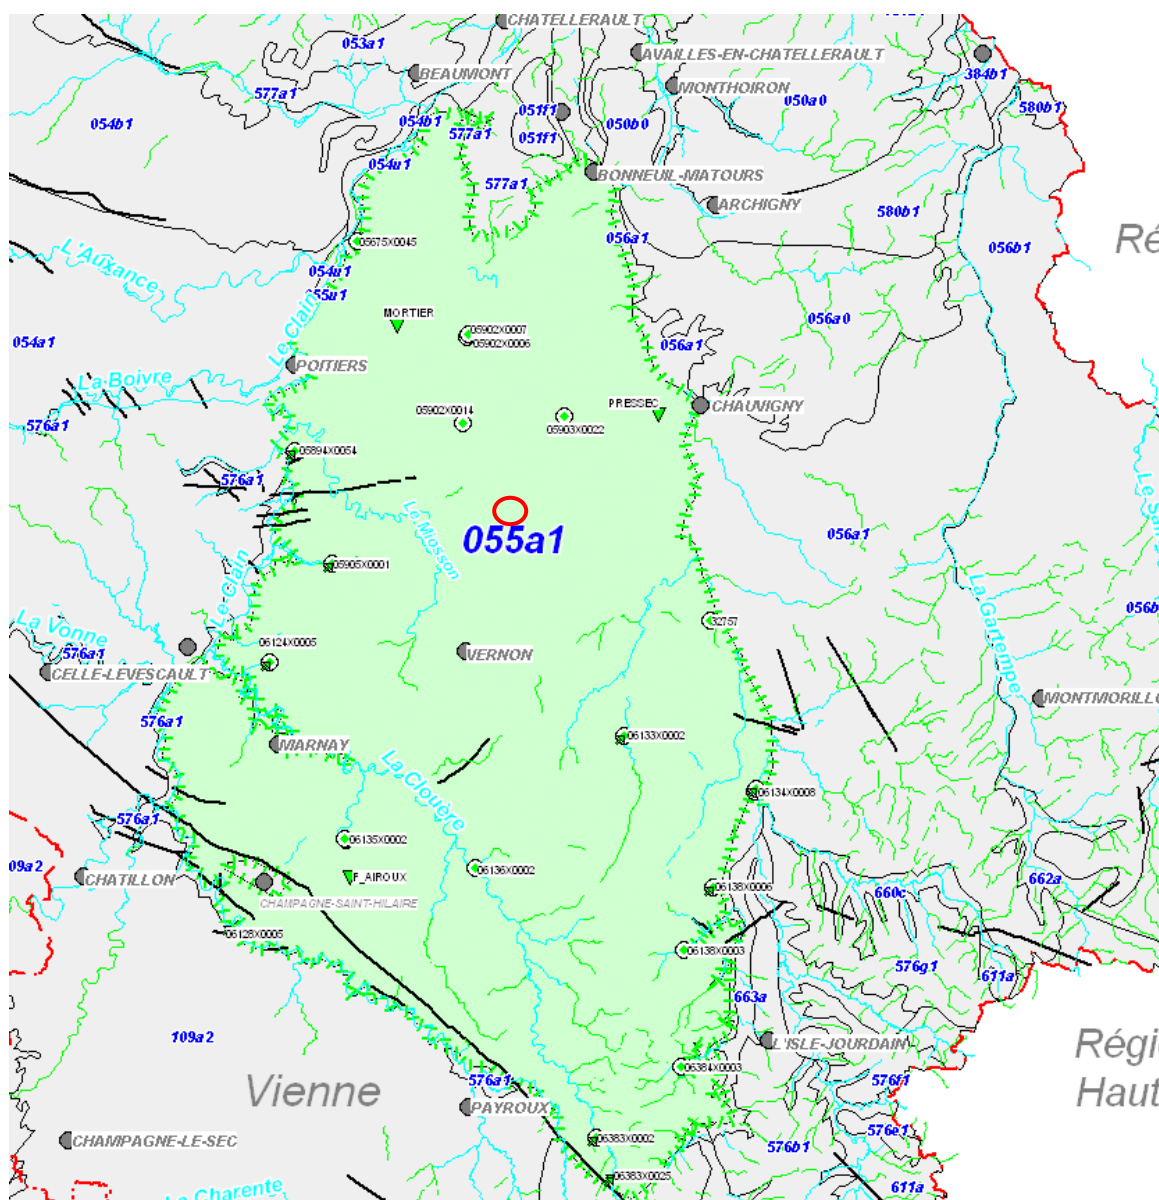 CHATELLERAULT
053a1
AVAILLES-EN-CHATELLERAULT
384b1
BEAUMONT
MONTHOIRON
577a1
050a0
580b1
054b1
054b1
577a1
051f1
051f1
050b0
054u1
577a1
BONNEUIL-MATOURS
ARCHIGNY
580b1
056a1
05675X0045
056b1
Ré
L'Auxance
054u1
055u1
MORTIER
056a0
Le Clain
05902X0007
05902X0006
054a1
056a1
POITIERS
La Boivre
05902X0014
PRESSEC
CHAUVIGNY
576a1
05903X0022
05894X0054
576a1
Le Miosson
055a1
056a1
05905X0001
Le Clain
La Gartempe
La Vonne
056b
32757
576a1
06124X0005
VERNON
CELLE-LEVESCAULT
MONTMORILLO
576a1
MARNAY
06133X0002
La Clouère
06134X0008
576a1
06135X0002
09a2
CHATILLON
F_AIROUX
06136X0002
06138X0006
660c
662a
CHAMPAGNE-SAINT-HILAIRE
06128X0005
06138X0003
576g1
611a
663a
109a2
L'ISLE-JOURDAIN
Régi
06384X0003
576f1
Vienne
576a1
Haut
PAYROUX
576e1
CHAMPAGNE-LE-SEC
06383X0002
576b1
06383X0025
La Charente
611a